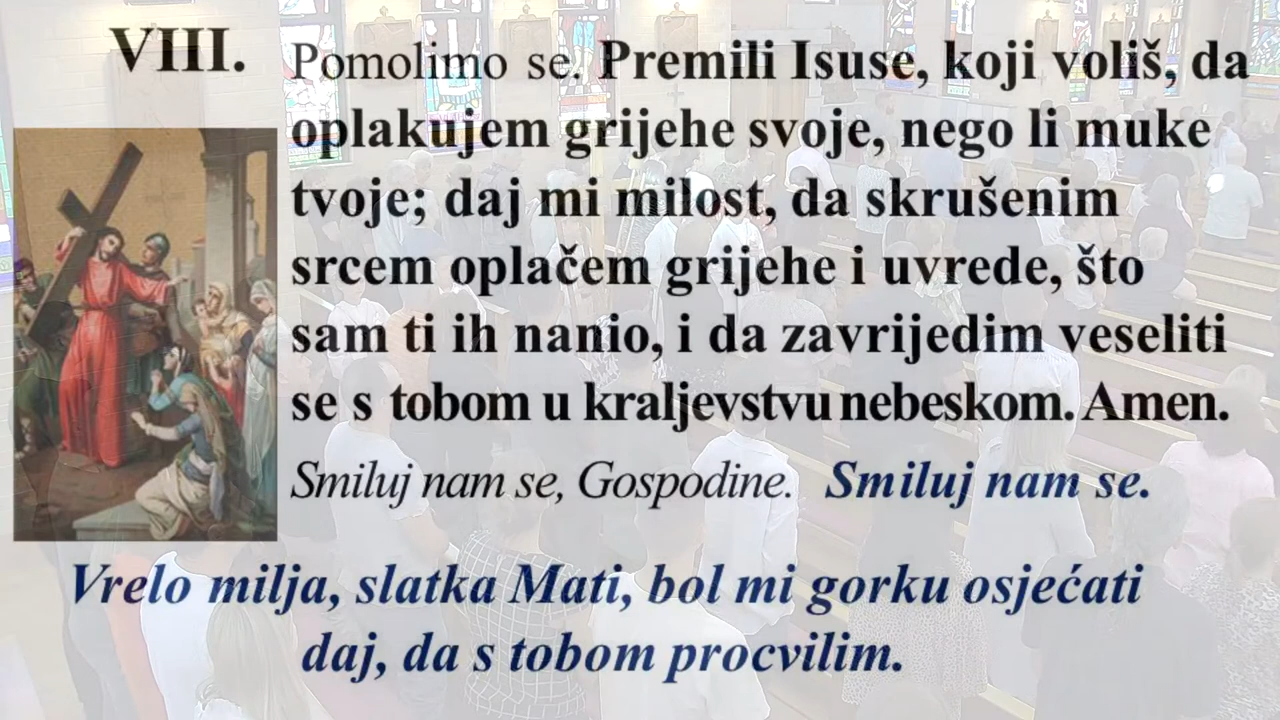 VIII. Pomolimo se. Premili Isuse, koji voliš, da
oplakujem grijehe svoje, nego li muke
tvoje; daj mi milost, da skrušenim
srcem oplačem grijehe i uvrede, što
sam ti ih nanio, i da zavrijedim veseliti
se s tobom u kraljevstvu nebeskom. Amen.
Smiluj nam se, Gospodine. Smiluj nam se.
Vrelo milja, slatka Mati, bol mi gorku osjećati
daj, da s tobom procvilim.